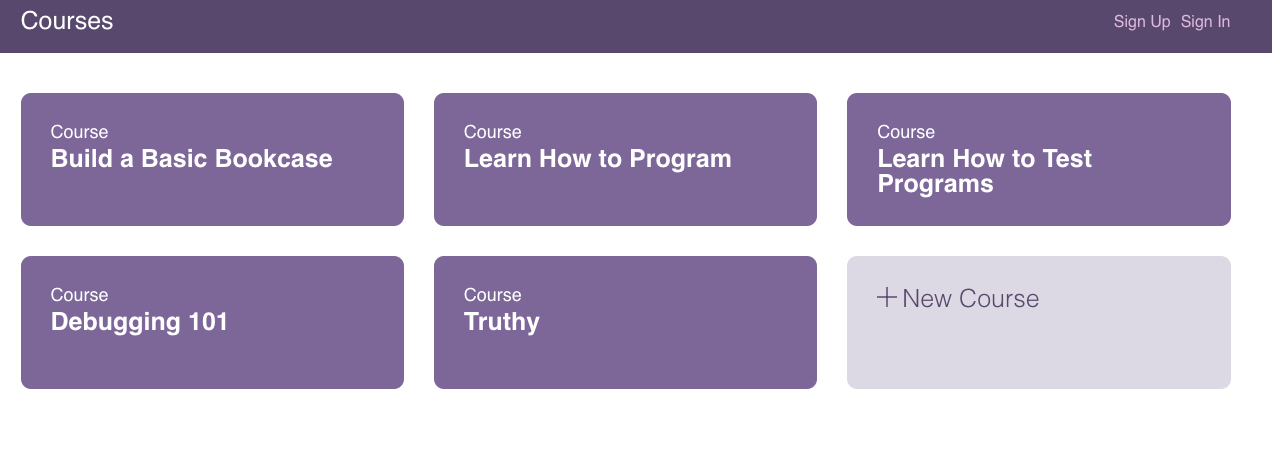 Courses
Sign Up Sign In
Course
Build a Basic Bookcase
Course
Learn How to Program
Course
Learn How to Test
Programs
Course
Debugging 101
Course
Truthy
+ New Course